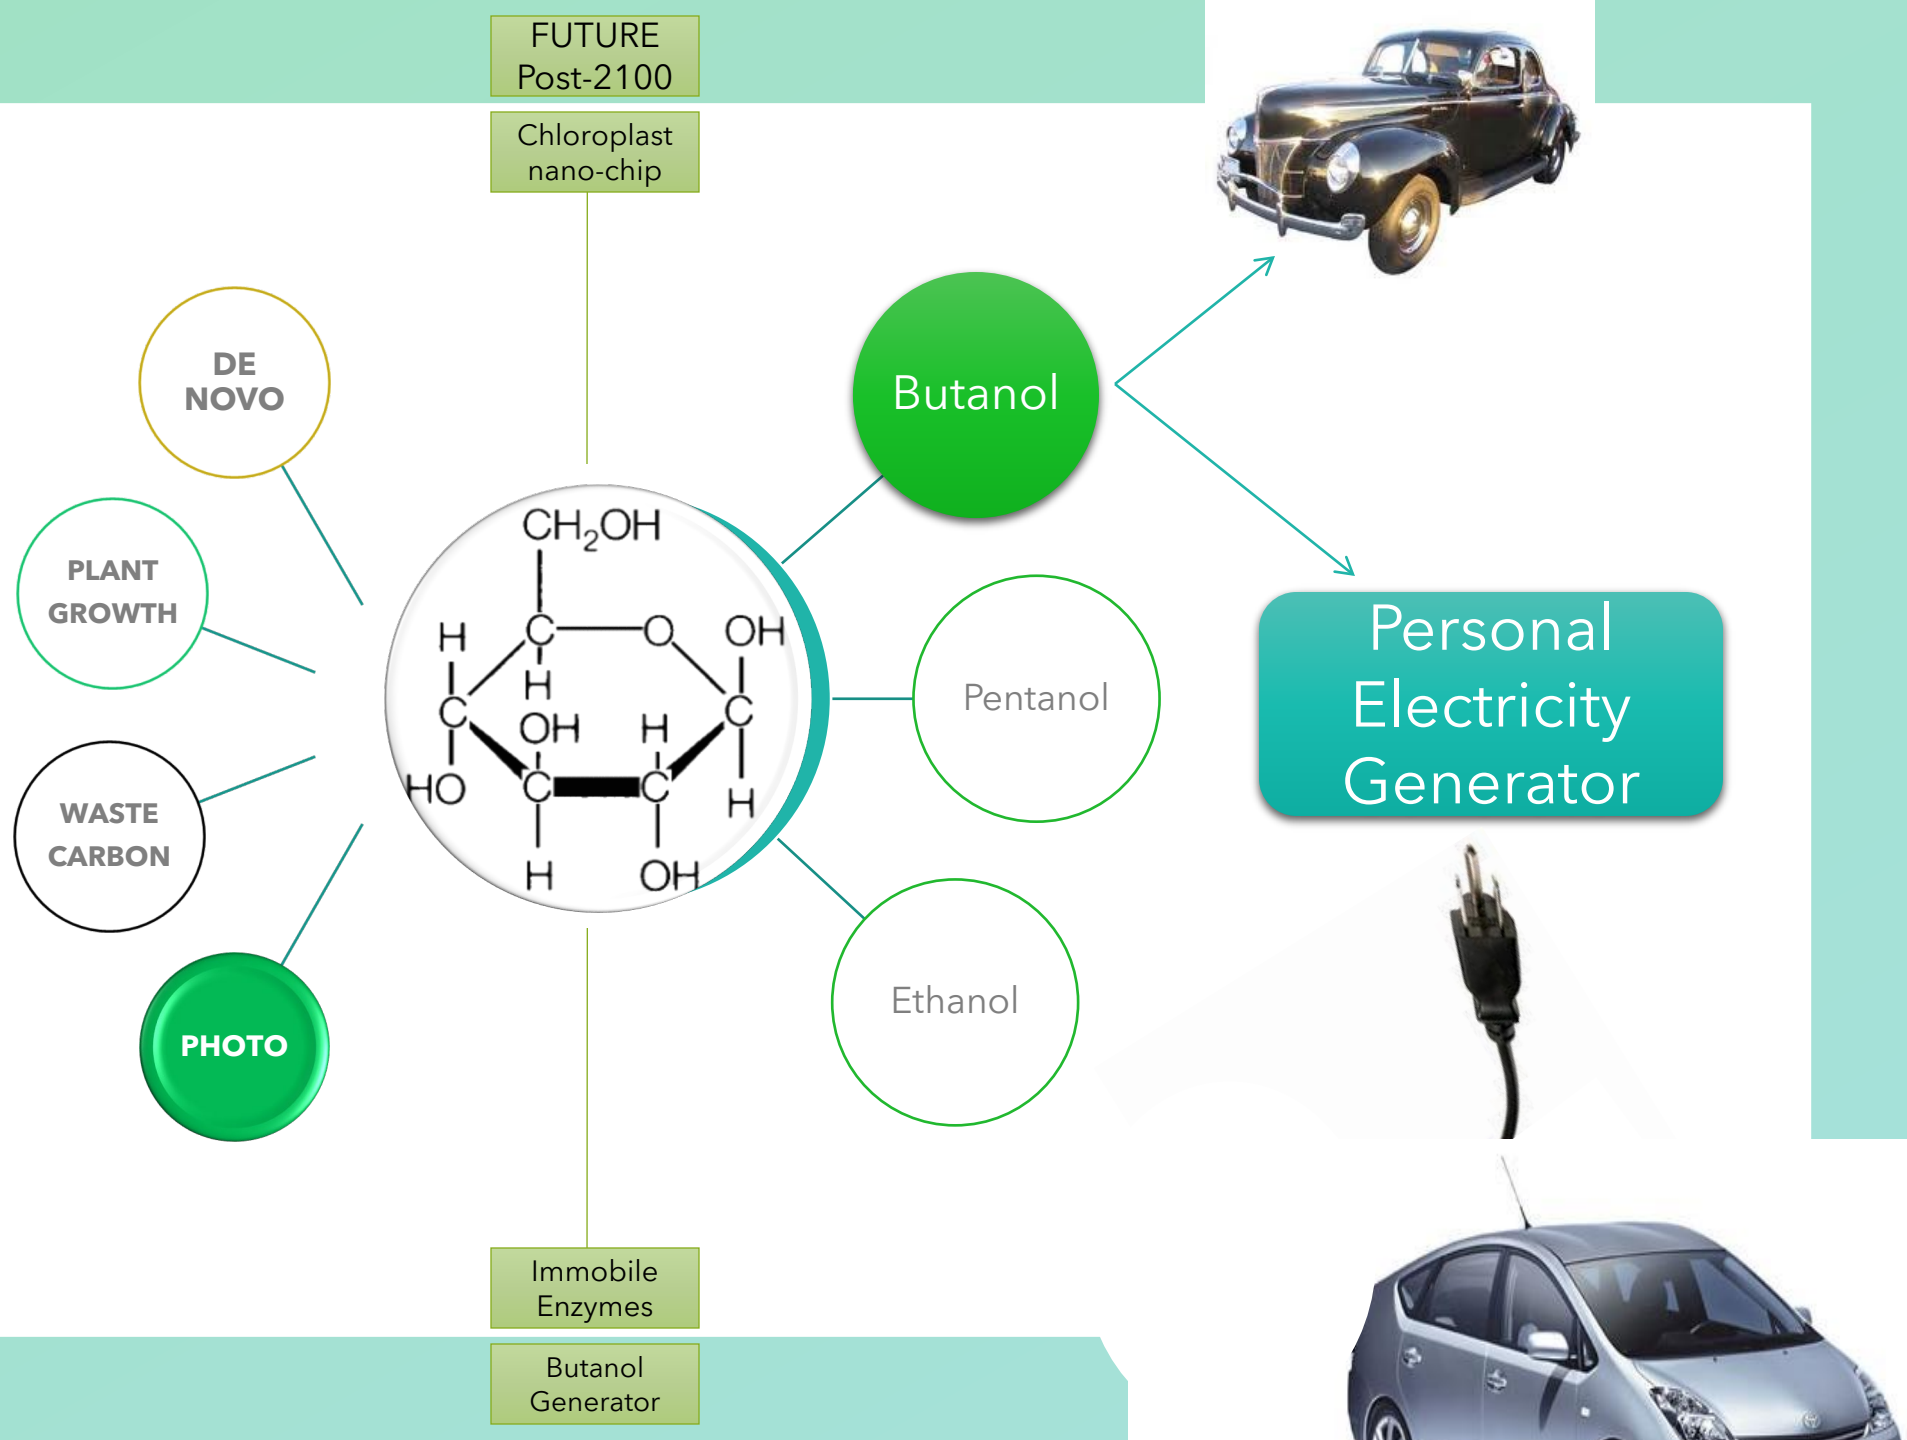 FUTURE
Post-2100
Chloroplast
nano-chip
DE
NOVO
PLANT
GROWTH
WASTE
CARBON
PHOTO
CH₂OH
H
C
O
OH
H
C
OH
H
C
HO
C
C
H
H
OH
Butanol
Pentanol
Ethanol
Personal
Electricity
Generator
Immobile
Enzymes
Butanol
Generator